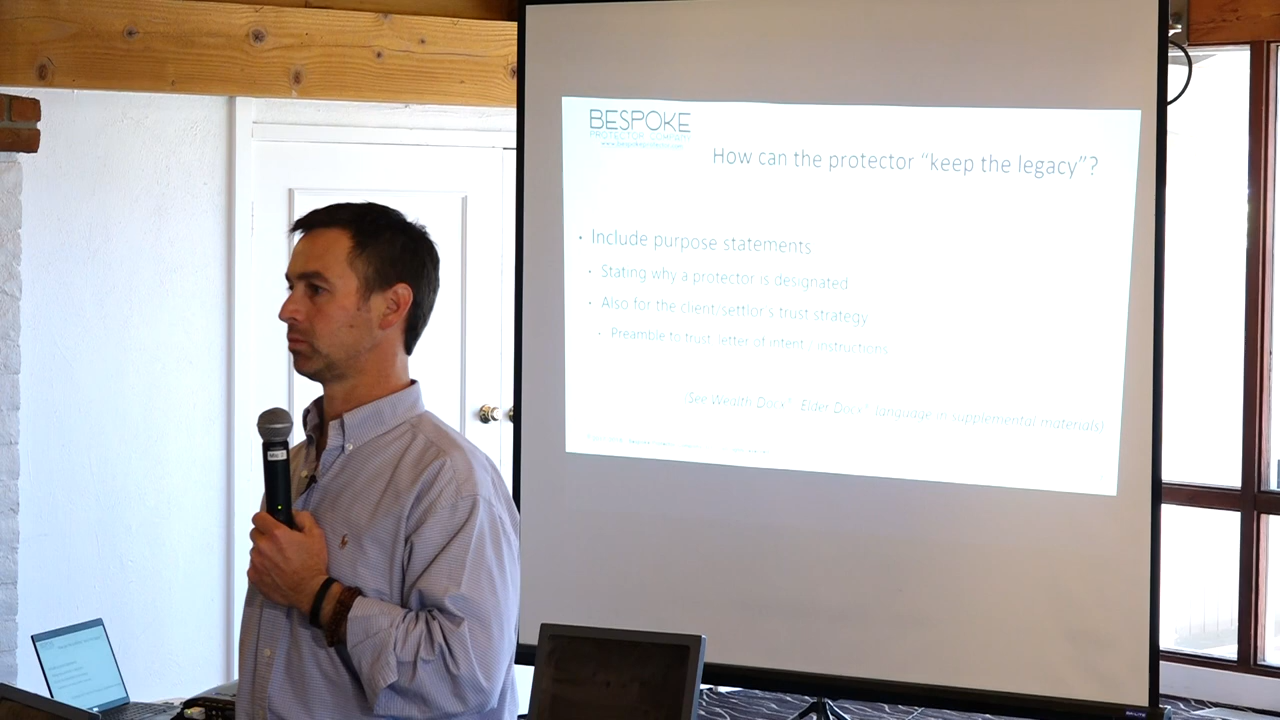 BESPOKE
PROTECTOR COMPANY
How can the protector “keep the legacy”?
• Include purpose statements
• Stating why a protector is designated
• Also for the client/settlor's trust strategy
• Preamble to trust, letter of intent / instructions
(See Wealth Docx® Elder Docx® language in supplemental materials)